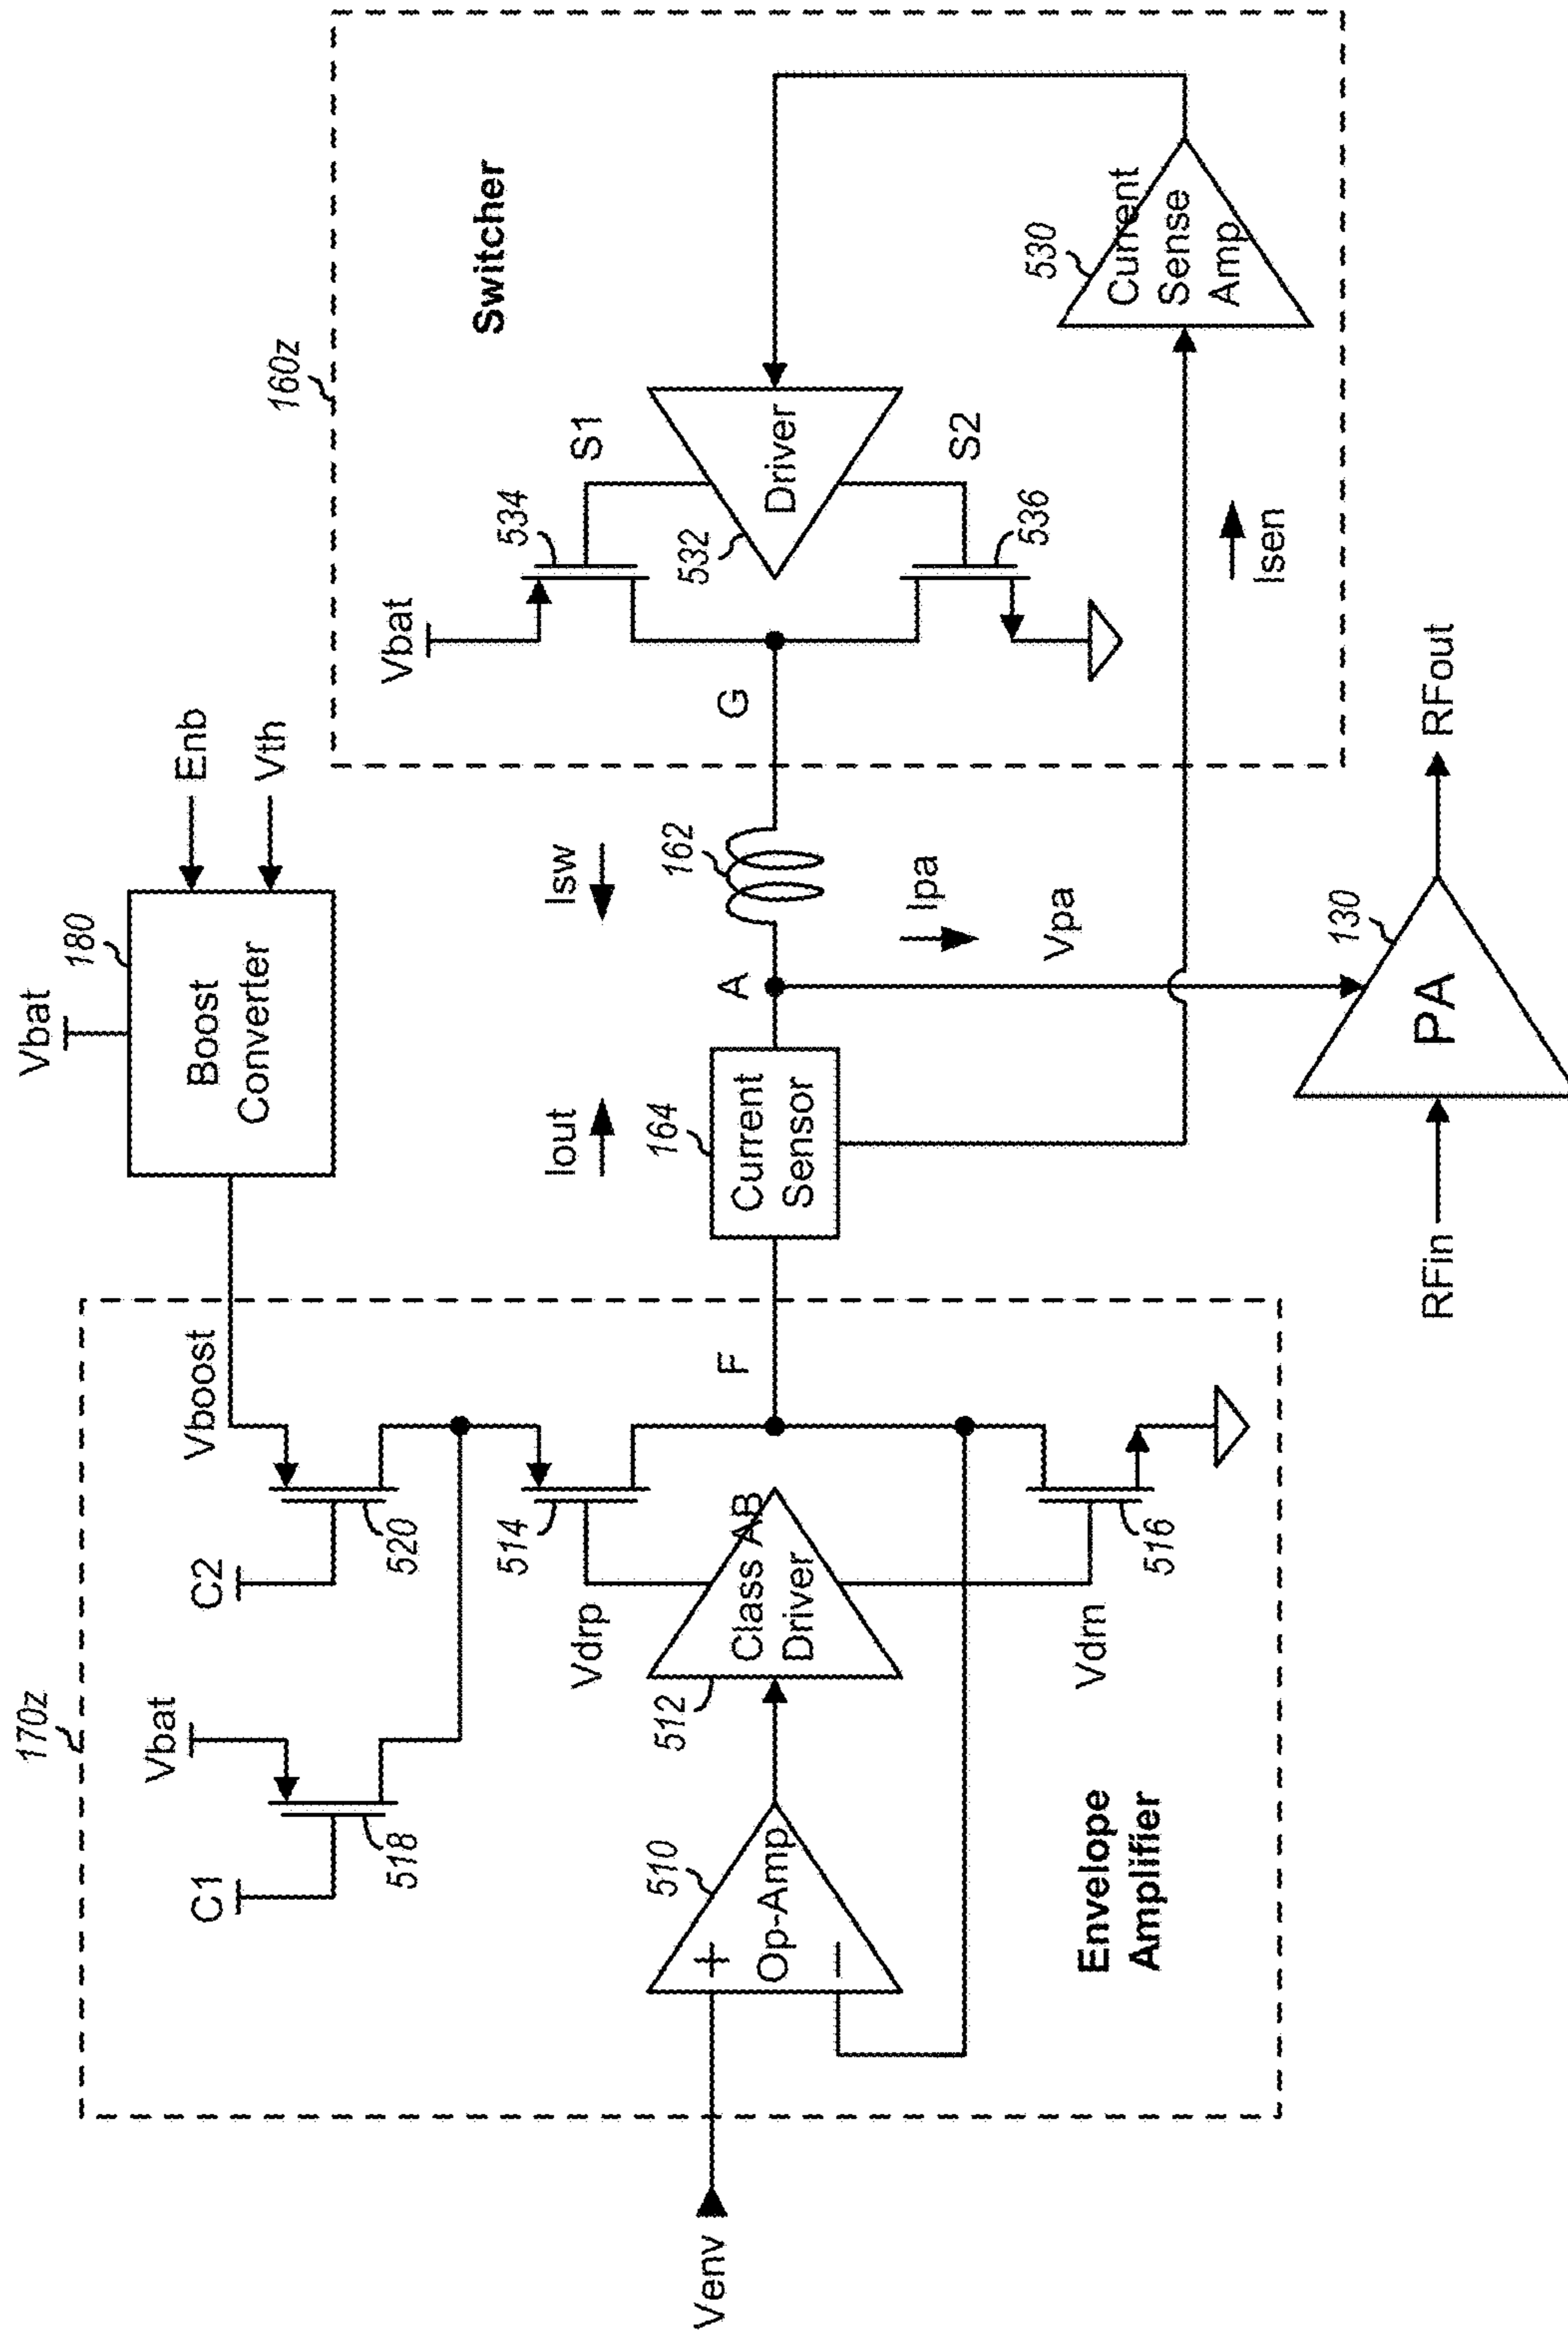 170z
160z
Vbat
180
Boost
Converter
Enb
Vth
C1
Vbat
518
C2
Vboost
520
514
Vdrp
Venv
+
Op-Amp
−
510
512
Class AB
Driver
Vdrn
516
Envelope
Amplifier
F
Iout
164
Current
Sensor
A
Isw
162
Ipa
Vpa
G
Switcher
Vbat
534
S1
532
Driver
S2
536
530
Current
Sense
Amp
Isen
RFin
PA
130
RFout